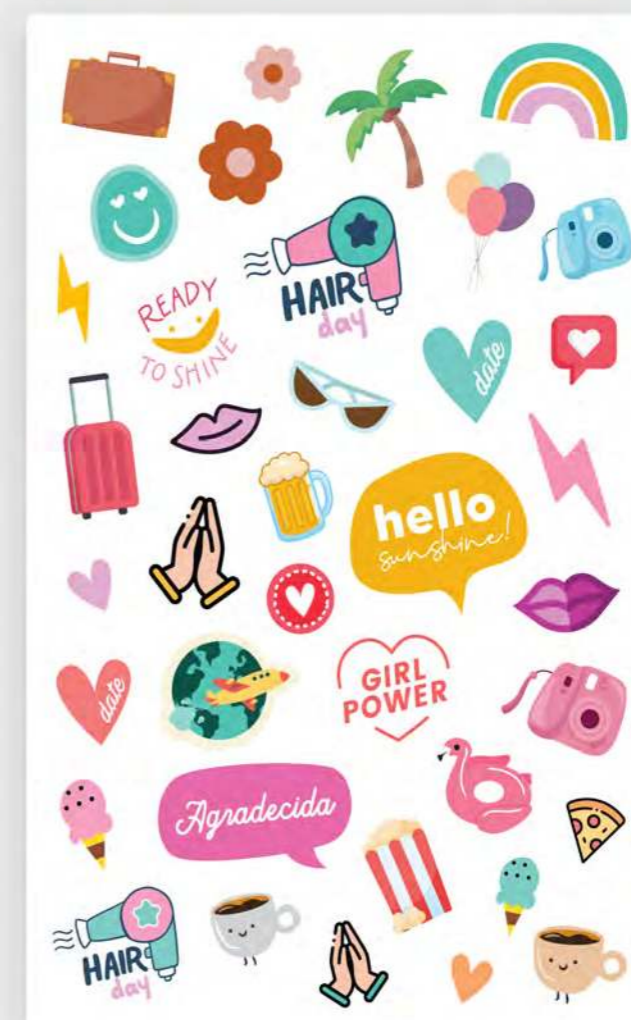 HAIR
day
READY
TO SHINE
date
hello
sunshine!
date
GIRL
POWER
Agradecida
HAIR
day